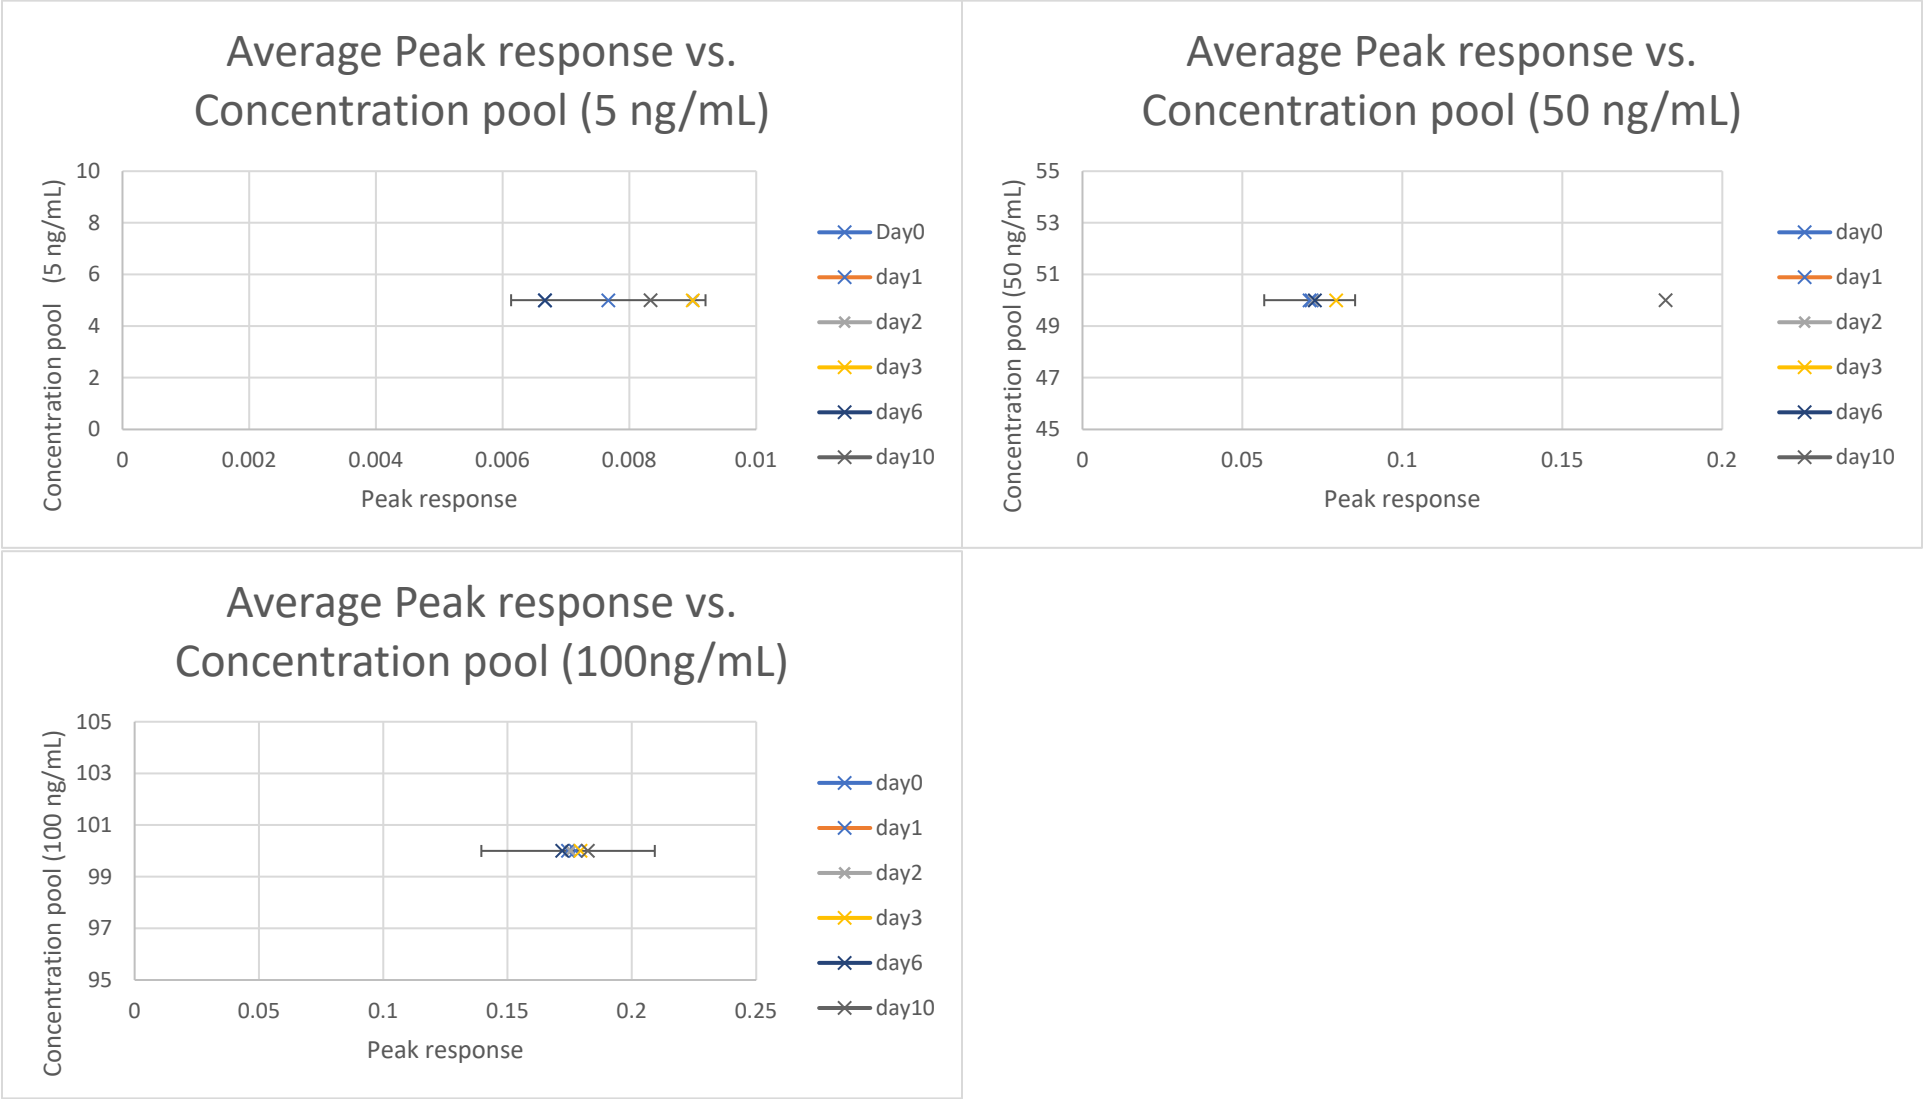 Average Peak response vs.
Concentration pool (5 ng/mL)
Concentration pool   (5 ng/mL)
10
8
6
4
2
0
0
0.002
0.004
0.006
0.008
0.01
Peak response
Day0
day1
day2
day3
day6
day10
Average Peak response vs.
Concentration pool (50 ng/mL)
Concentration pool (50 ng/mL)
55
53
51
49
47
45
0
0.05
0.1
0.15
0.2
Peak response
day0
day1
day2
day3
day6
day10
Average Peak response vs.
Concentration pool (100ng/mL)
Concentration pool (100 ng/mL)
105
103
101
99
97
95
0
0.05
0.1
0.15
0.2
0.25
Peak response
day0
day1
day2
day3
day6
day10